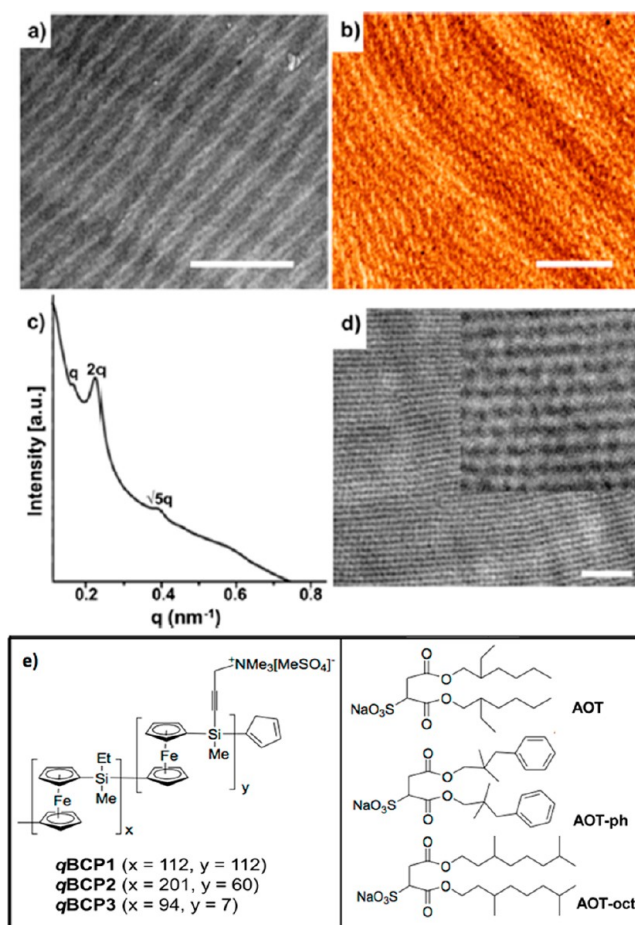 a)
b)
c)
q
2q
√5q
Intensity [a.u.]
0.2
0.4
0.6
0.8
q (nm⁻¹)
d)
e)
⁺NMe₃[MeSO₄]⁻
Et
Si
Me
Fe
x
Si
Me
Fe
y
qBCP1 (x = 112, y = 112)
qBCP2 (x = 201, y = 60)
qBCP3 (x = 94, y = 7)
O
O
NaO₃S
O
O
AOT
O
O
NaO₃S
O
O
AOT-ph
O
O
NaO₃S
O
O
AOT-oct